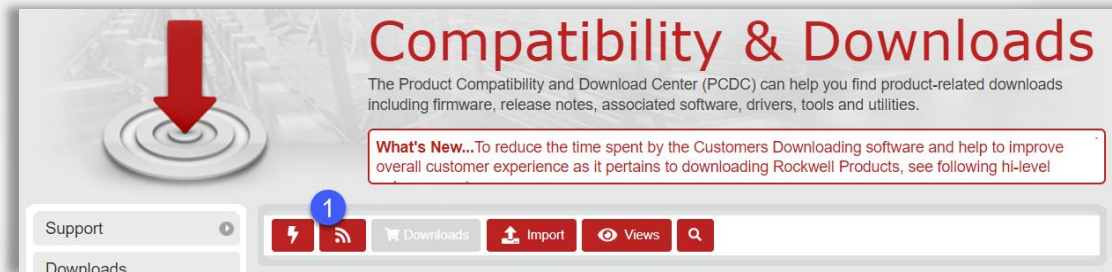 Compatibility & Downloads
The Product Compatibility and Download Center (PCDC) can help you find product-related downloads
including firmware, release notes, associated software, drivers, tools and utilities.
What's New...To reduce the time spent by the Customers Downloading software and help to improve
overall customer experience as it pertains to downloading Rockwell Products, see following hi-level
1
Support
Downloads Import Views
Downloads